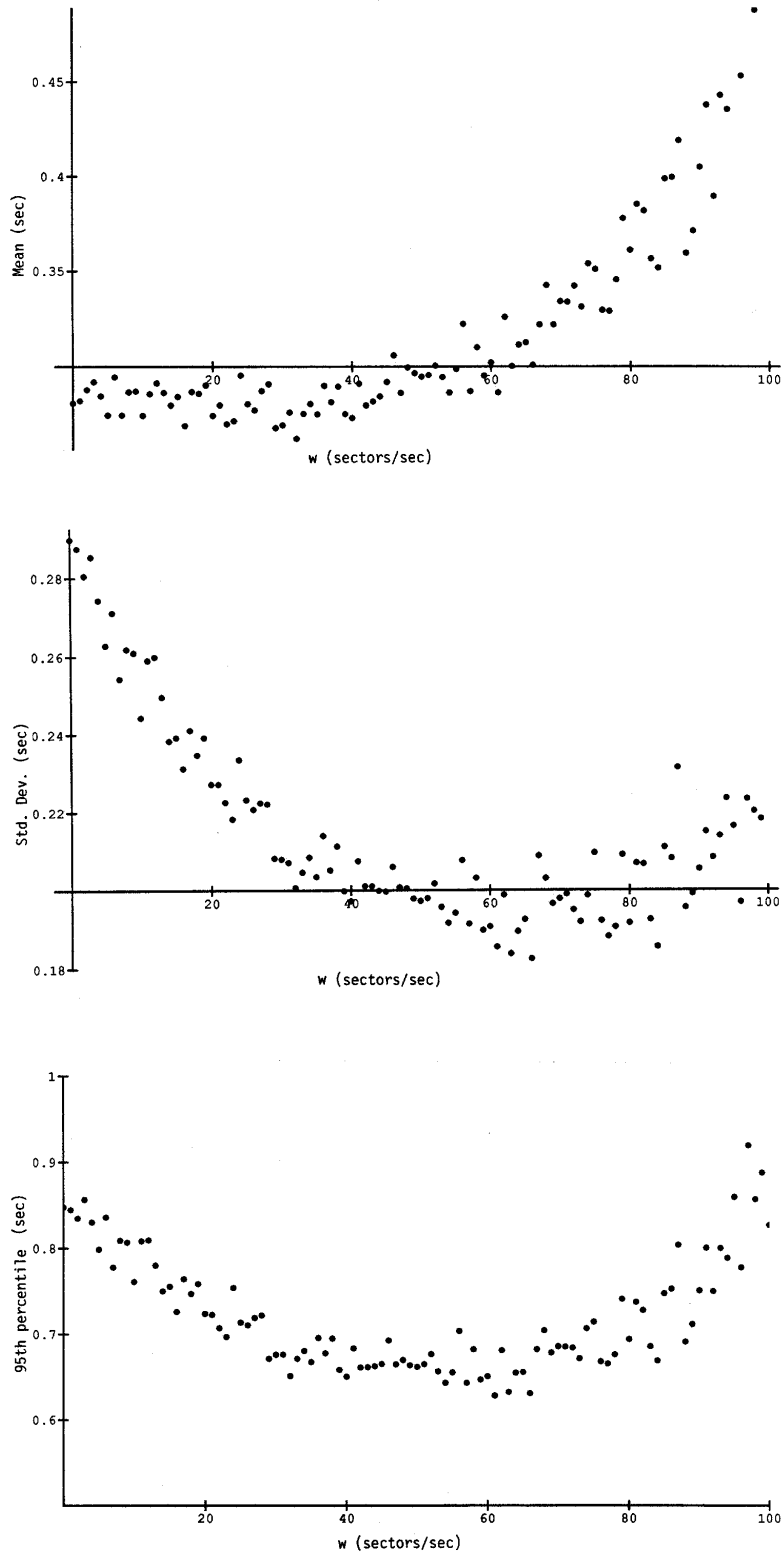 0.45
0.4
Mean (sec)
0.35
20 40 60 80 100
w (sectors/sec)
0.28
0.26
0.24
Std. Dev. (sec)
0.22
20 40 60 80 100
0.18
w (sectors/sec)
1
0.9
0.8
95th percentile (sec)
0.7
0.6
20 40 60 80 100
w (sectors/sec)